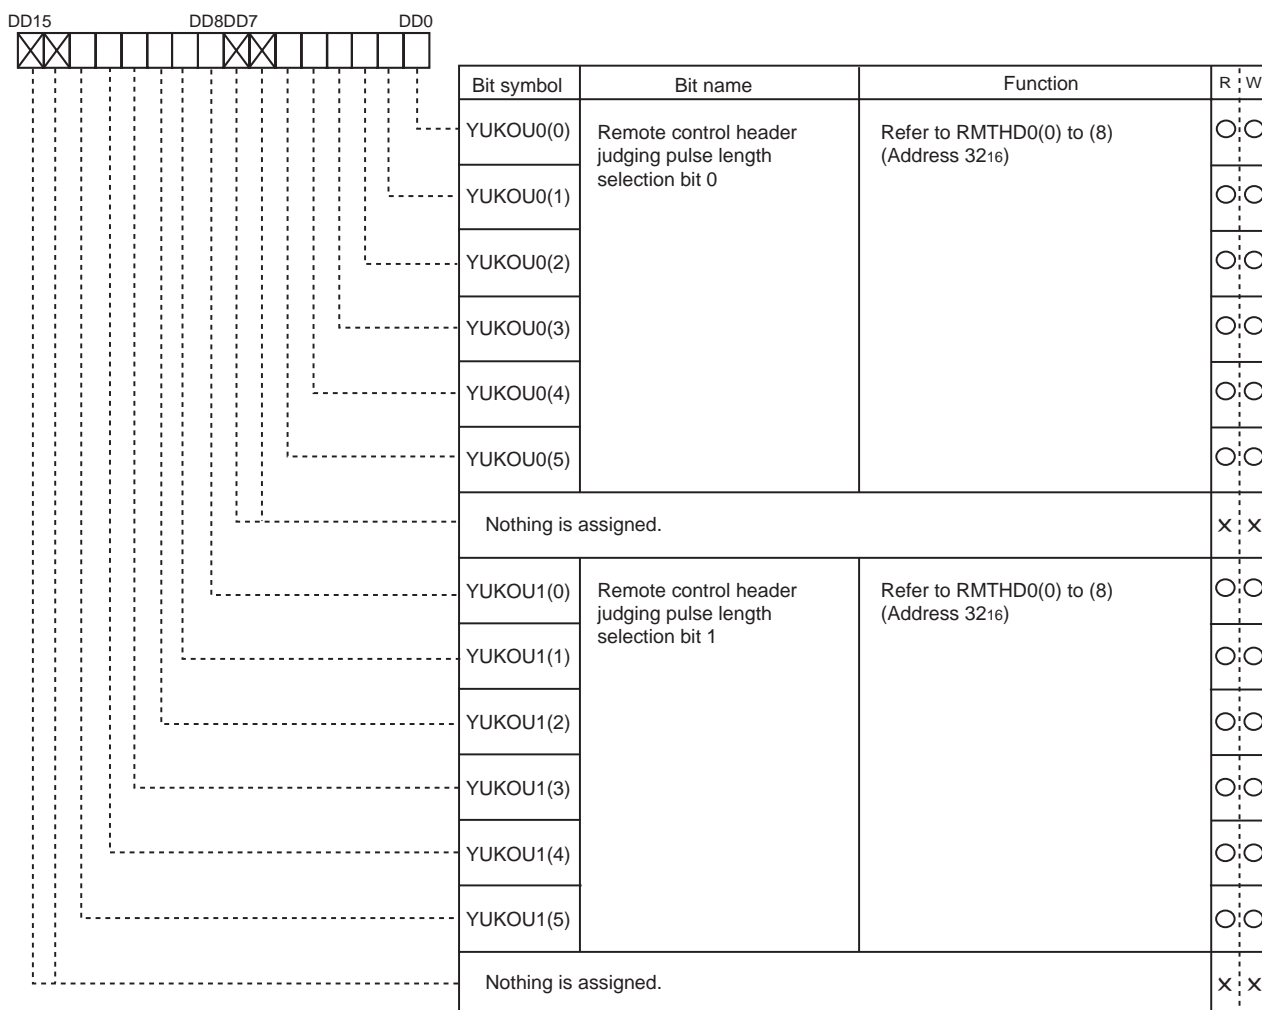 DD15 DD8DD7 DD0
Bit symbol Bit name Function R W
YUKOU0(0) Remote control header Refer to RMTHD0(0) to (8)
judging pulse length (Address 3216)
selection bit 0
YUKOU0(1)
YUKOU0(2)
YUKOU0(3)
YUKOU0(4)
YUKOU0(5)
Nothing is assigned. X X
YUKOU1(0) Remote control header Refer to RMTHD0(0) to (8)
judging pulse length (Address 3216)
selection bit 1
YUKOU1(1)
YUKOU1(2)
YUKOU1(3)
YUKOU1(4)
YUKOU1(5)
Nothing is assigned. X X